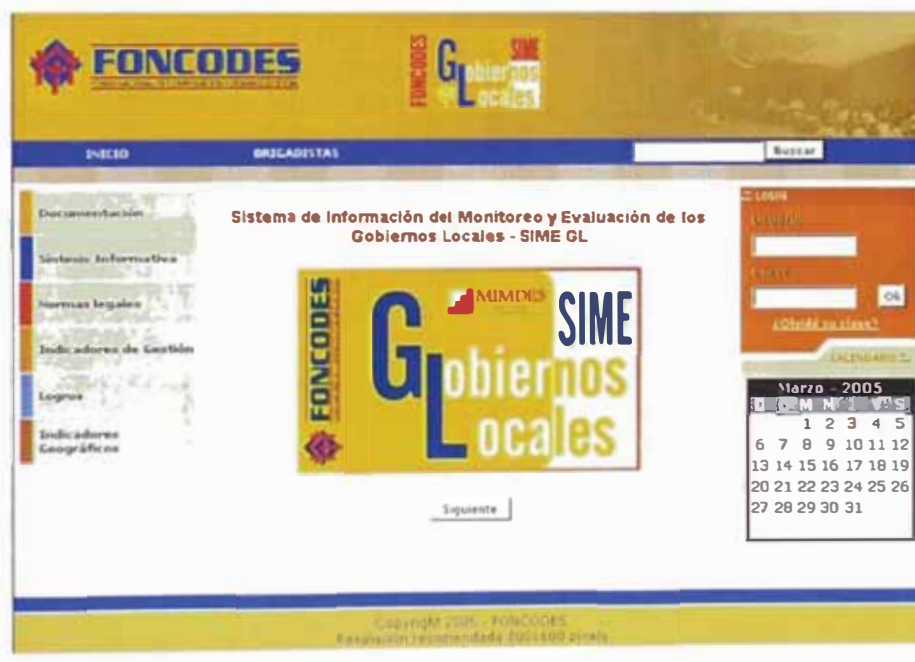 FONCODES
FONCODES
Gobiernos
Locales
SIME
INICIO
BRIGADISTAS
Buscar
Documentación
Síntesis Informativa
Normas legales
Indicadores de Gestión
Logros
Indicadores
Geográficos
Sistema de Información del Monitoreo y Evaluación de los
Gobiernos Locales - SIME GL
FONCODES
MIMDES
SIME
Gobiernos
Locales
Siguiente
LOGIN
Usuario
Clave
Ok
¿Olvidó su clave?
CALENDARIO
Marzo - 2005
M
S
1 2 3 4 5
6 7 8 9 10 11 12
13 14 15 16 17 18 19
20 21 22 23 24 25 26
27 28 29 30 31
Copyright 2005 - FONCODES
Resolución recomendada 800x600 pixels